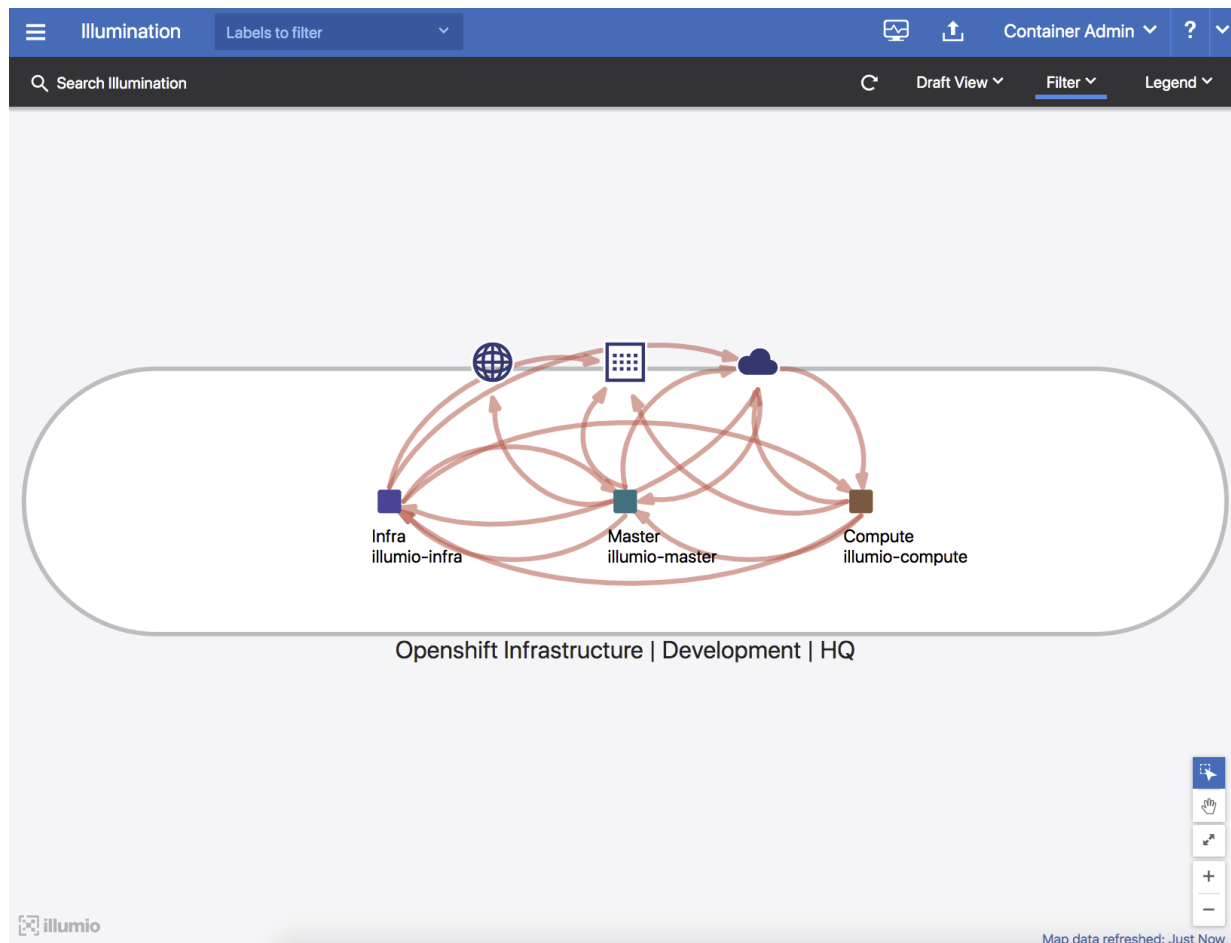 Illumination
Labels to filter
Container Admin
?
Search Illumination
Draft View
Filter
Legend
Infra
illumio-infra
Master
illumio-master
Compute
illumio-compute
Openshift Infrastructure | Development | HQ
+
−
illumio
Map data refreshed: Just Now